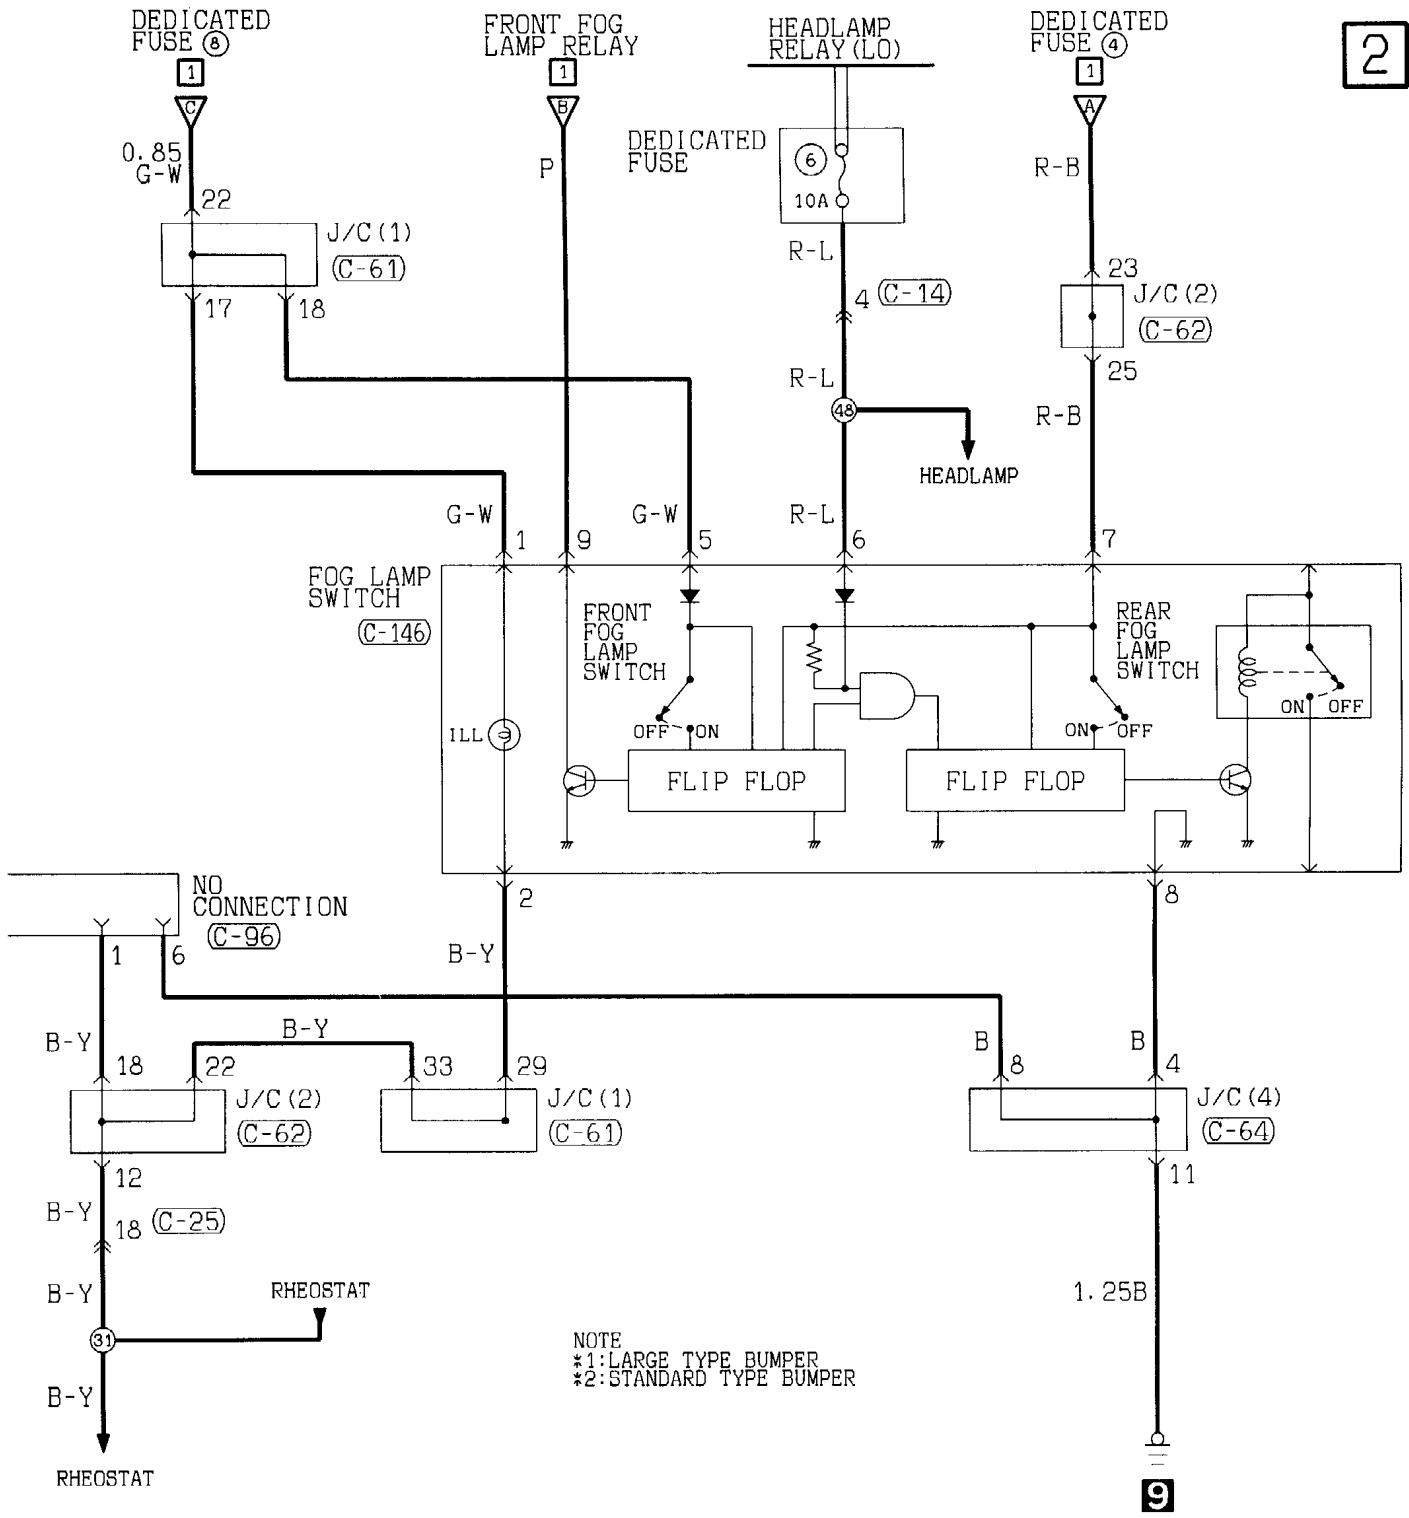 DEDICATED
FUSE 8
1
C
FRONT FOG
LAMP RELAY
1
B
HEADLAMP
RELAY(LO)
DEDICATED
FUSE 4
1
A
2
0.85
G-W
P
DEDICATED
FUSE
6
10A
R-B
22
J/C(1)
C-61
17
18
R-L
4
C-14
23
J/C(2)
C-62
25
R-L
48
HEADLAMP
R-B
G-W
1
9
G-W
5
R-L
6
7
FOG LAMP
SWITCH
C-146
FRONT
FOG
LAMP
SWITCH
REAR
FOG
LAMP
SWITCH
ILL
OFF
ON
ON
OFF
ON
OFF
FLIP FLOP
FLIP FLOP
NO
CONNECTION
C-96
1
6
2
8
B-Y
B-Y
B-Y
B
B
18
22
33
29
8
4
J/C(2)
C-62
J/C(1)
C-61
J/C(4)
C-64
12
11
B-Y
18
C-25
B-Y
RHEOSTAT
31
1.25B
NOTE
*1:LARGE TYPE BUMPER
*2:STANDARD TYPE BUMPER
B-Y
RHEOSTAT
9